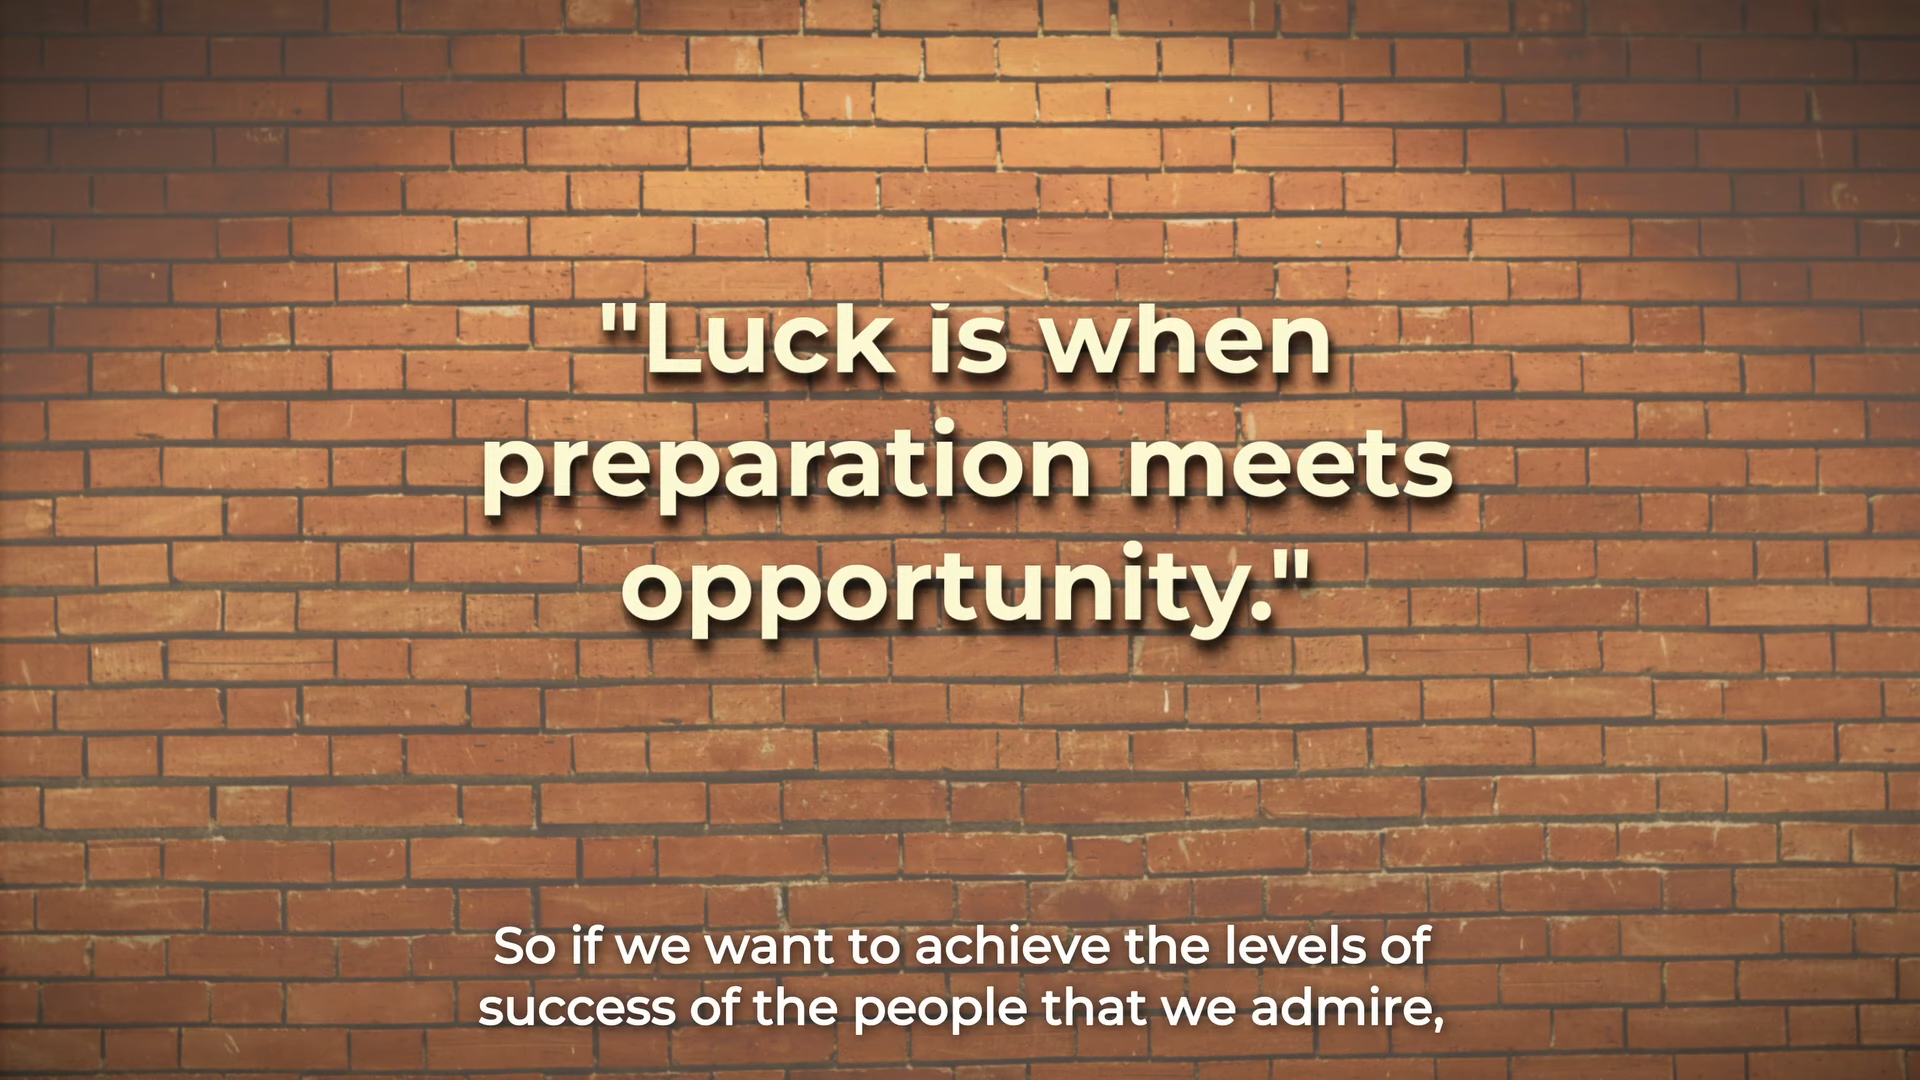 "Luck is when
preparation meets
opportunity."
So if we want to achieve the levels of
success of the people that we admire,